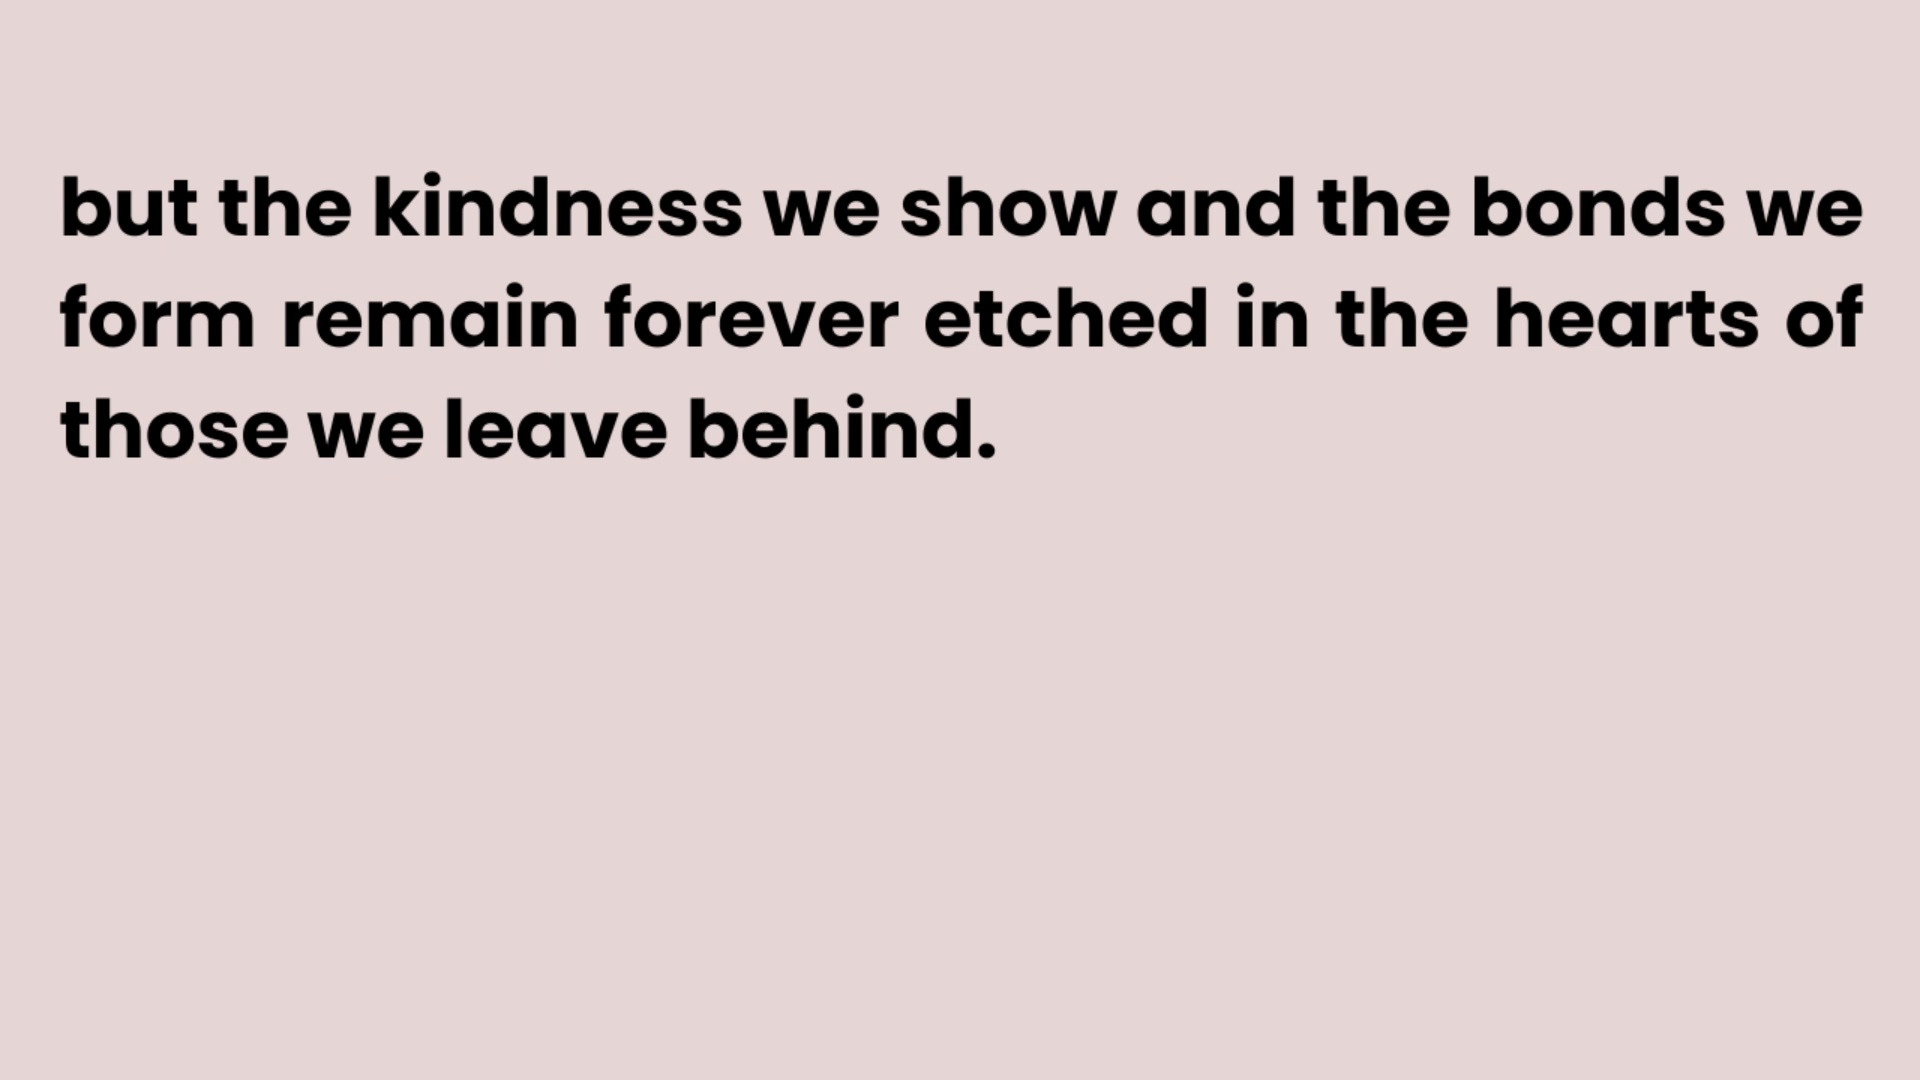 but the kindness we show and the bonds we
form remain forever etched in the hearts of
those we leave behind.